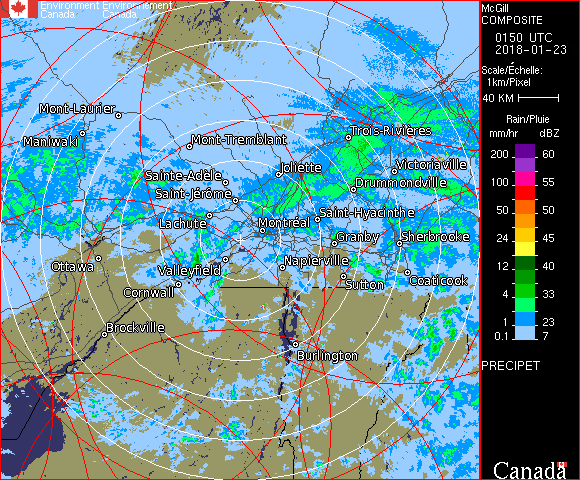 Environment Environnement
Canada Canada
McGill
COMPOSITE
0150 UTC
2018-01-23
Scale/Échelle:
1km/Pixel
40 KM
Rain/Pluie
mm/hr dBZ
200 60
100 55
50 50
24 45
12 40
4 33
1 23
0.1 7
PRECIPET
Mont-Laurier
Maniwaki
Mont-Tremblant
Trois-Rivières
Sainte-Adèle
Joliette
Victoriaville
Saint-Jérôme
Drummondville
Lachute
Montréal
Saint-Hyacinthe
Granby
Sherbrooke
Ottawa
Valleyfield
Napierville
Cornwall
Sutton
Coaticook
Brockville
Burlington
Canada